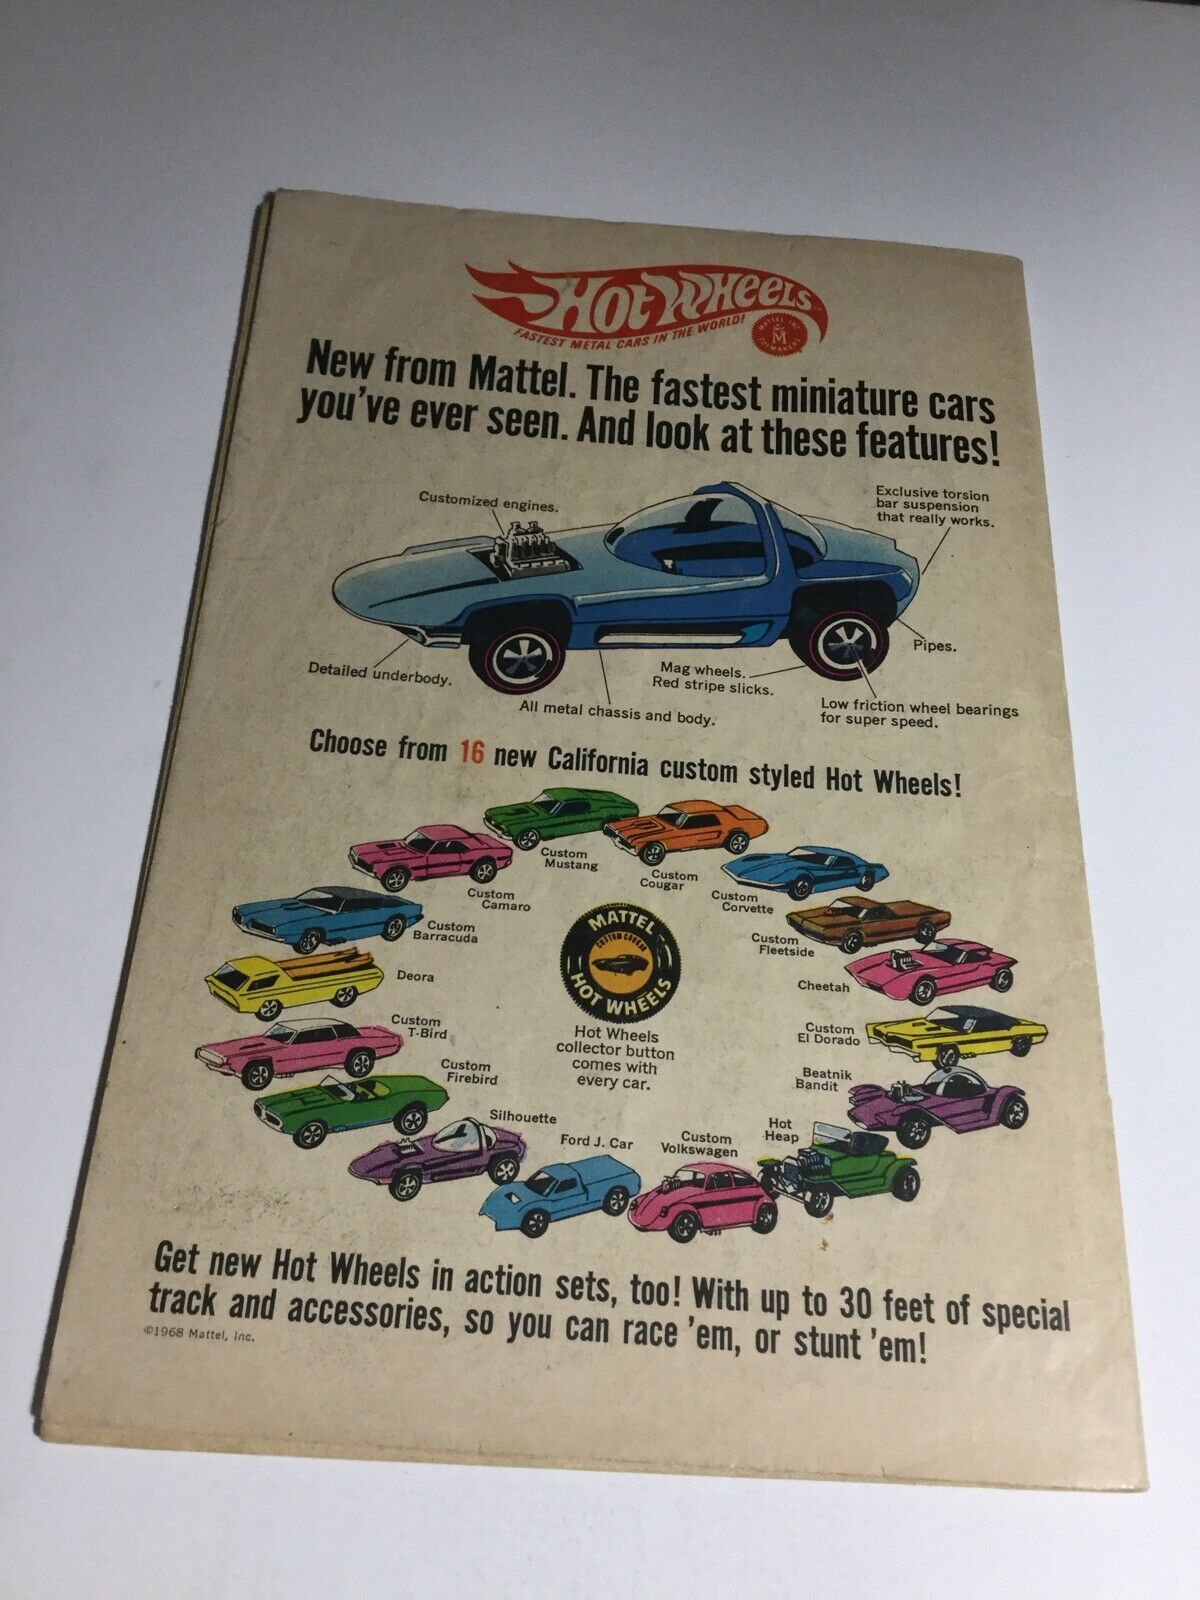 HOT WHEELS
FASTEST METAL CARS IN THE WORLD!
MATTEL, INC.
M
TOYMAKERS
New from Mattel. The fastest miniature cars
you've ever seen. And look at these features!
Customized engines.
Exclusive torsion
bar suspension
that really works.
Pipes.
Detailed underbody.
Mag wheels.
Red stripe slicks.
All metal chassis and body.
Low friction wheel bearings
for super speed.
Choose from 16 new California custom styled Hot Wheels!
Custom
Mustang
Custom
Cougar
Custom
Camaro
Custom
Corvette
Custom
Barracuda
Custom
Fleetside
Deora
Cheetah
Custom
T-Bird
Custom
El Dorado
Custom
Firebird
Beatnik
Bandit
Silhouette
Ford J. Car
Custom
Volkswagen
Hot
Heap
MATTEL
CUSTOM COUGAR
HOT WHEELS
Hot Wheels
collector button
comes with
every car.
Get new Hot Wheels in action sets, too! With up to 30 feet of special
track and accessories, so you can race 'em, or stunt 'em!
©1968 Mattel, Inc.